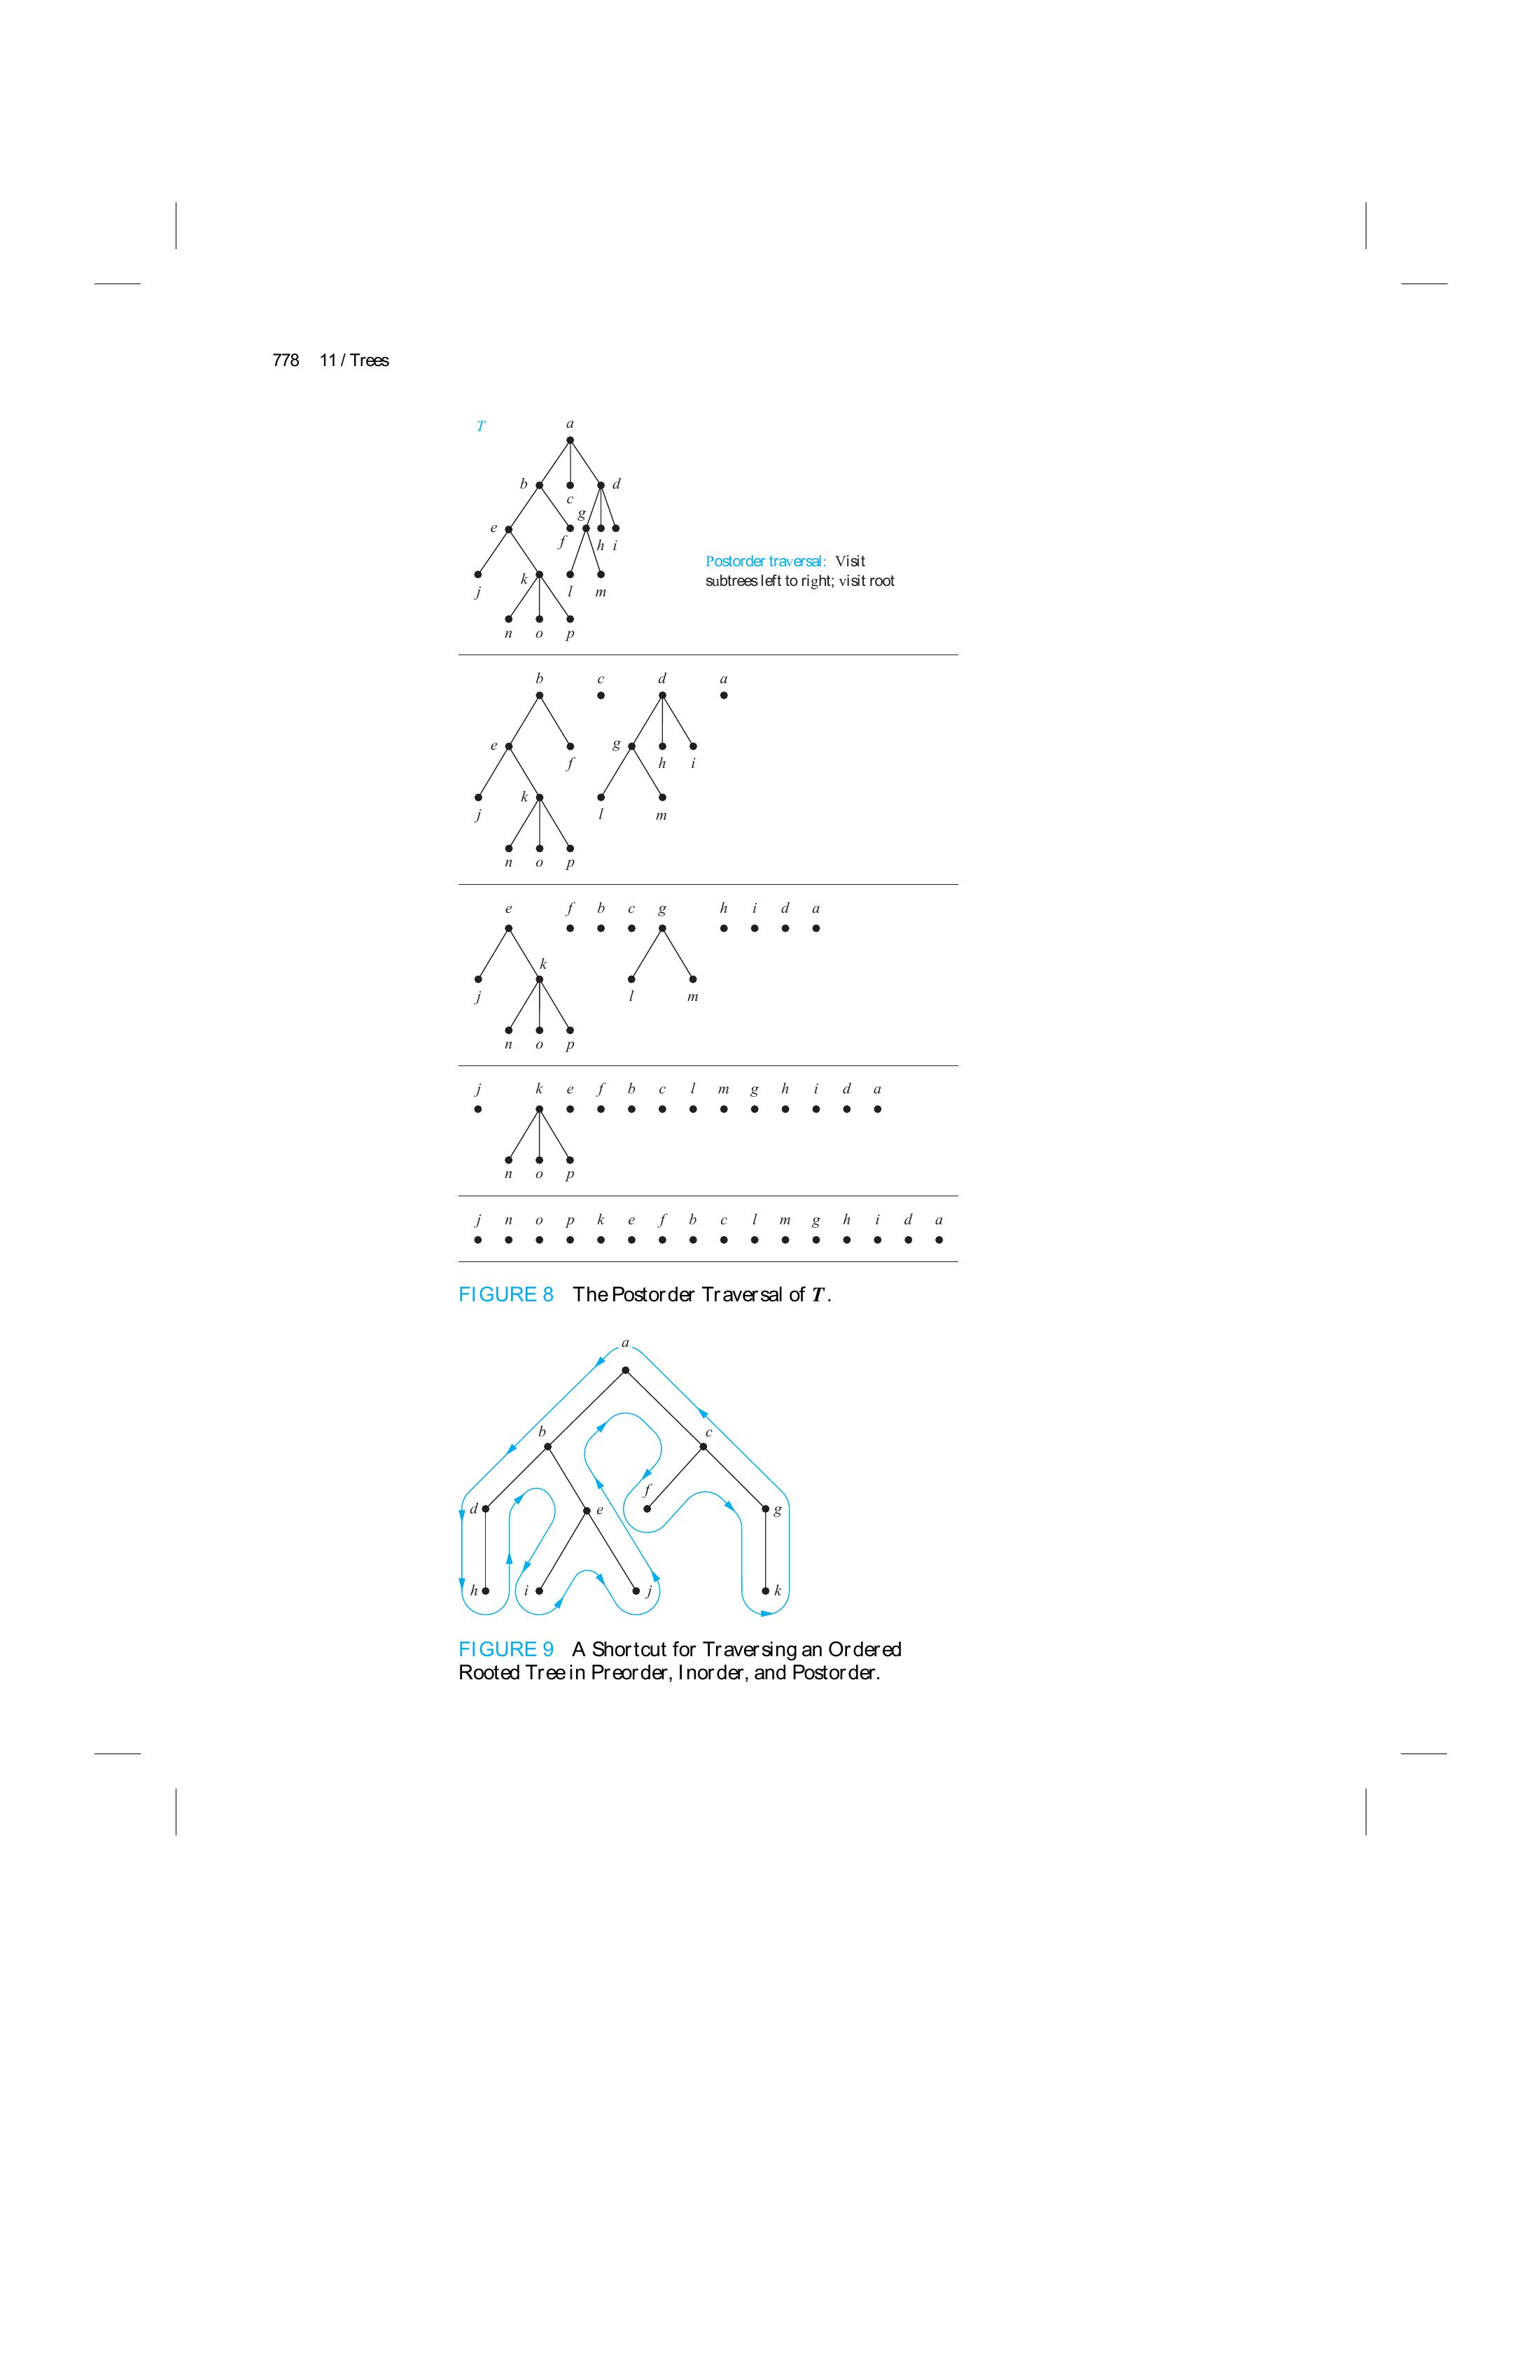 778 11 / Trees
T a
b c d
e f g h i
j k l m
n o p
Postorder traversal: Visit
subtrees left to right; visit root
b c d a
e f g h i
j k l m
n o p
e f b c g h i d a
k
j l m
n o p
j k e f b c l m g h i d a
n o p
j n o p k e f b c l m g h i d a
FIGURE 8 The Postorder Traversal of T.
a
b c
d e f g
h i j k
FIGURE 9 A Shortcut for Traversing an Ordered
Rooted Tree in Preorder, Inorder, and Postorder.